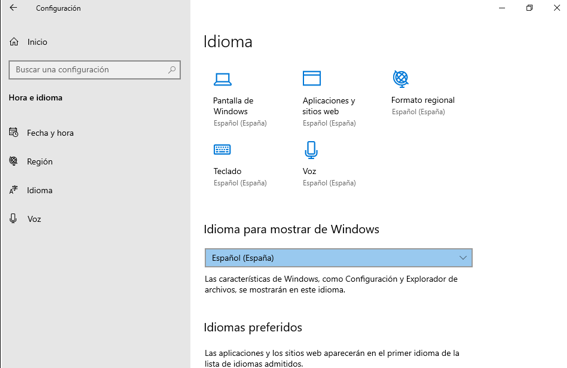 Configuración
Inicio
Buscar una configuración
Hora e idioma
Fecha y hora
Región
Idioma
Voz
Idioma
Pantalla de
Windows
Español (España)
Aplicaciones y
sitios web
Español (España)
Formato regional
Español (España)
Teclado
Español (España)
Voz
Español (España)
Idioma para mostrar de Windows
Español (España)
Las características de Windows, como Configuración y Explorador de
archivos, se mostrarán en este idioma.
Idiomas preferidos
Las aplicaciones y los sitios web aparecerán en el primer idioma de la
lista de idiomas admitidos.